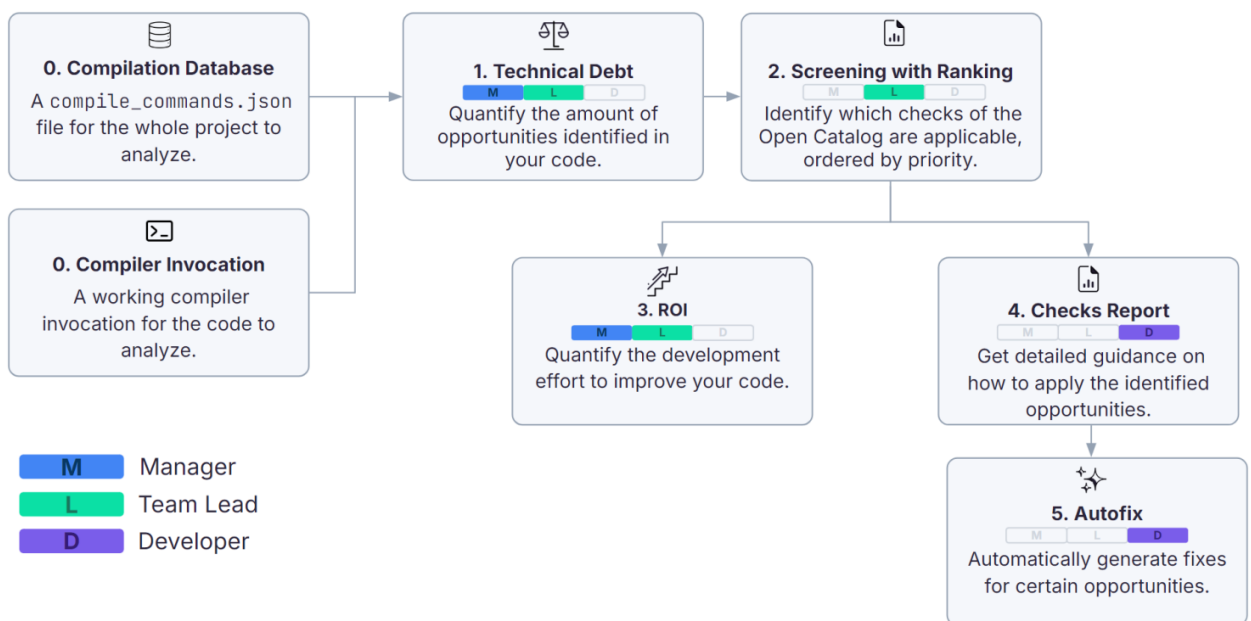 0. Compilation Database
A compile_commands.json
file for the whole project to
analyze.
0. Compiler Invocation
A working compiler
invocation for the code to
analyze.
1. Technical Debt
M L D
Quantify the amount of
opportunities identified in
your code.
2. Screening with Ranking
M L D
Identify which checks of the
Open Catalog are applicable,
ordered by priority.
3. ROI
M L D
Quantify the development
effort to improve your code.
4. Checks Report
M L D
Get detailed guidance on
how to apply the identified
opportunities.
5. Autofix
M L D
Automatically generate fixes
for certain opportunities.
M Manager
L Team Lead
D Developer